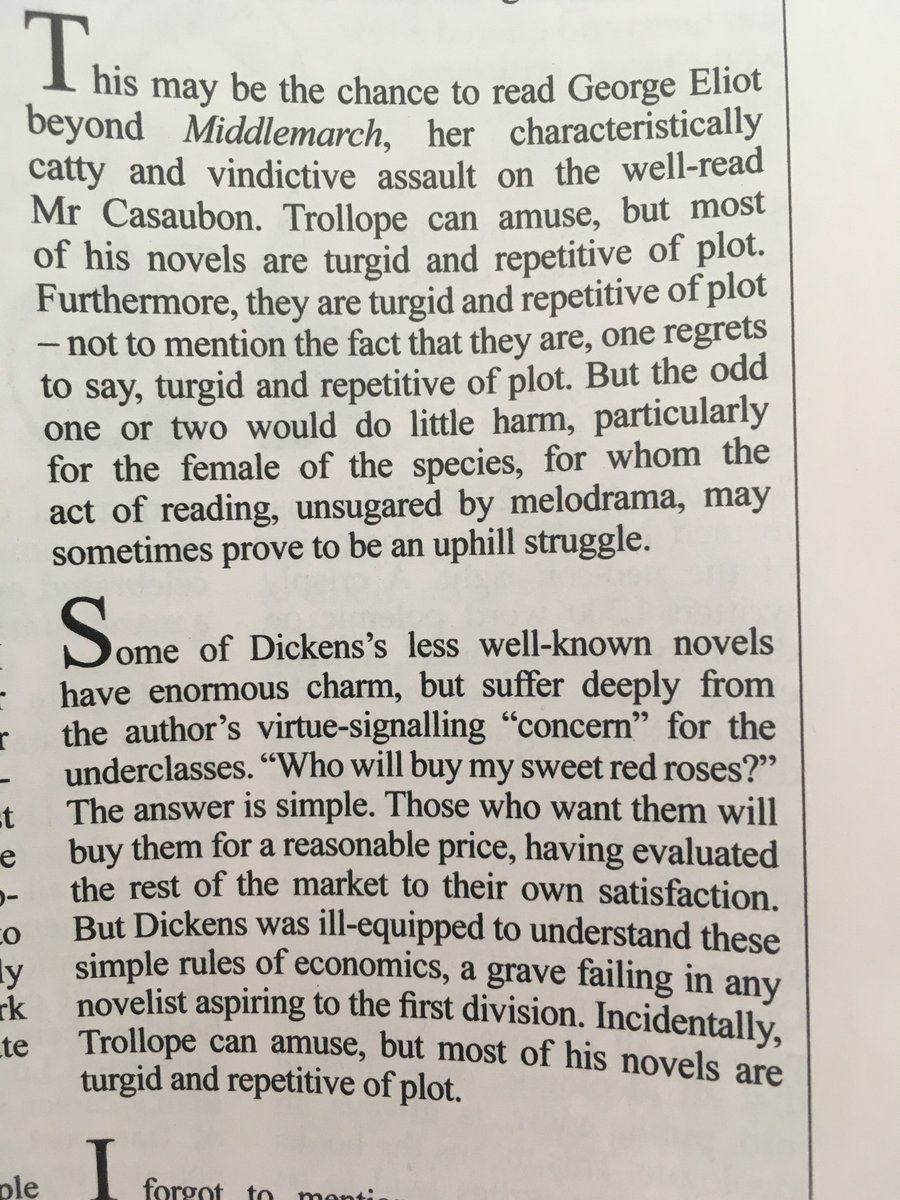 This may be the chance to read George Eliot
beyond Middlemarch, her characteristically
catty and vindictive assault on the well-read
Mr Casaubon. Trollope can amuse, but most
of his novels are turgid and repetitive of plot.
Furthermore, they are turgid and repetitive of plot
– not to mention the fact that they are, one regrets
to say, turgid and repetitive of plot. But the odd
one or two would do little harm, particularly
for the female of the species, for whom the
act of reading, unsugared by melodrama, may
sometimes prove to be an uphill struggle.
Some of Dickens's less well-known novels
have enormous charm, but suffer deeply from
the author's virtue-signalling “concern” for the
underclasses. “Who will buy my sweet red roses?”
The answer is simple. Those who want them will
buy them for a reasonable price, having evaluated
the rest of the market to their own satisfaction.
But Dickens was ill-equipped to understand these
simple rules of economics, a grave failing in any
novelist aspiring to the first division. Incidentally,
Trollope can amuse, but most of his novels are
turgid and repetitive of plot.
I forgot to